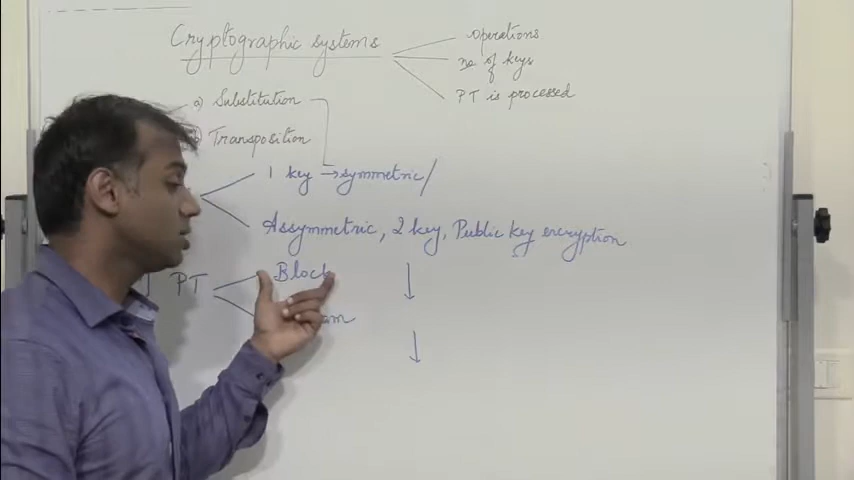 Cryptographic systems
operations
no of keys
PT is processed
a) Substitution
Transposition
1 key → symmetric/
Assymmetric, 2 key, Public key encryption
PT
Block